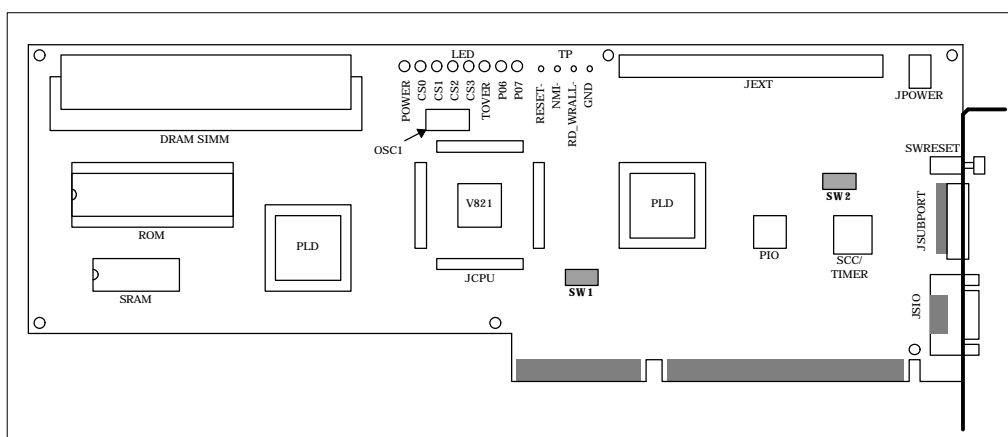 LED
TP
POWER
CS0
CS1
CS2
CS3
TOVER
P06
P07
RESET-
NMI-
RD_WRALL-
GND
JEXT
JPOWER
DRAM SIMM
OSC1
SWRESET
V821
PLD
SW2
JSUBPORT
ROM
PLD
PIO
SCC/
TIMER
JCPU
SW1
SRAM
JSIO